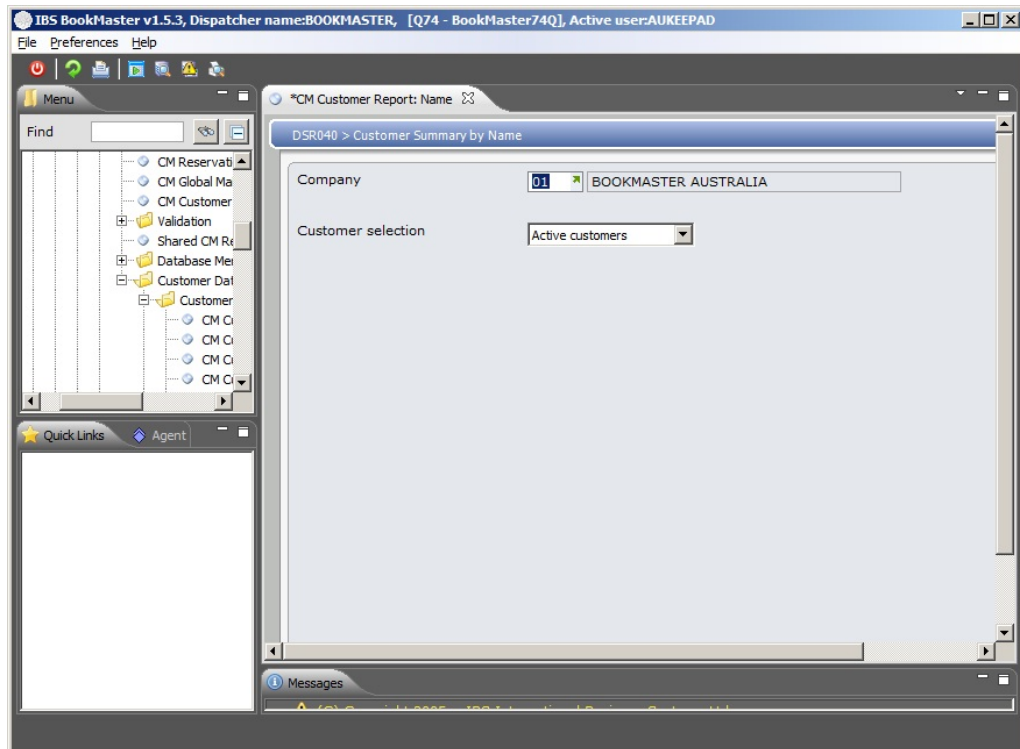 IBS BookMaster v1.5.3, Dispatcher name:BOOKMASTER, [Q74 - BookMaster74Q], Active user:AUKEEPAD
File Preferences Help
Menu
*CM Customer Report: Name
Find
DSR040 > Customer Summary by Name
CM Reservati
CM Global Ma
CM Customer
Validation
Shared CM Re
Database Mer
Customer Dat
Customer
CM Cu
CM Cu
CM Cu
CM Cu
Company 01 BOOKMASTER AUSTRALIA
Customer selection Active customers
Quick Links Agent
Messages